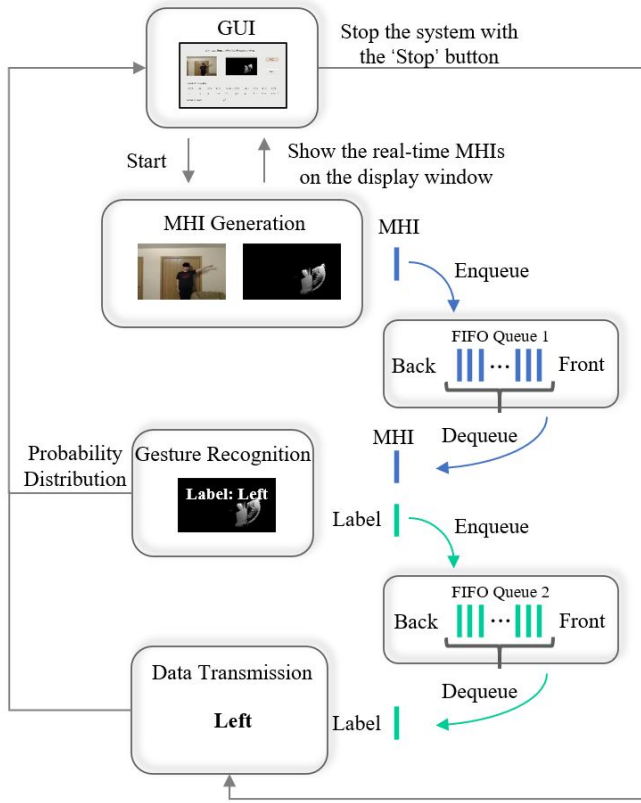 GUI
Stop the system with
the ‘Stop’ button
Start
Show the real-time MHIs
on the display window
MHI Generation
MHI
Enqueue
FIFO Queue 1
Back
...
Front
Dequeue
MHI
Probability
Distribution
Gesture Recognition
Label: Left
Label
Enqueue
FIFO Queue 2
Back
...
Front
Dequeue
Data Transmission
Left
Label